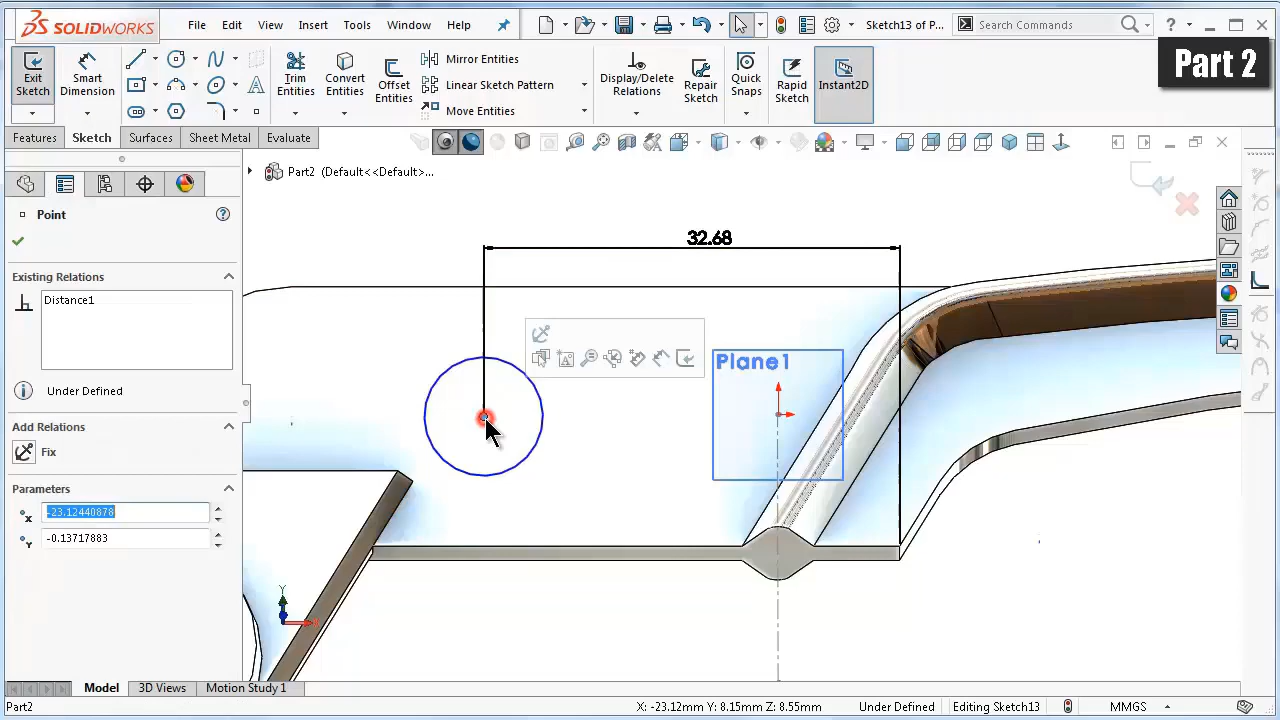 SOLIDWORKS File Edit View Insert Tools Window Help Sketch13 of P... Search Commands ?
Part 2
Exit Sketch
Smart Dimension
Trim Entities
Convert Entities
Offset Entities
Mirror Entities
Linear Sketch Pattern
Move Entities
Display/Delete Relations
Repair Sketch
Quick Snaps
Rapid Sketch
Instant2D
Features Sketch Surfaces Sheet Metal Evaluate
Part2 (Default<<Default>...
Point
Existing Relations
Distance1
Under Defined
Add Relations
Fix
Parameters
X -23.12440878
Y -0.13717883
32.68
Plane1
Y
Model 3D Views Motion Study 1
Part2 X: -23.12mm Y: 8.15mm Z: 8.55mm Under Defined Editing Sketch13 MMGS